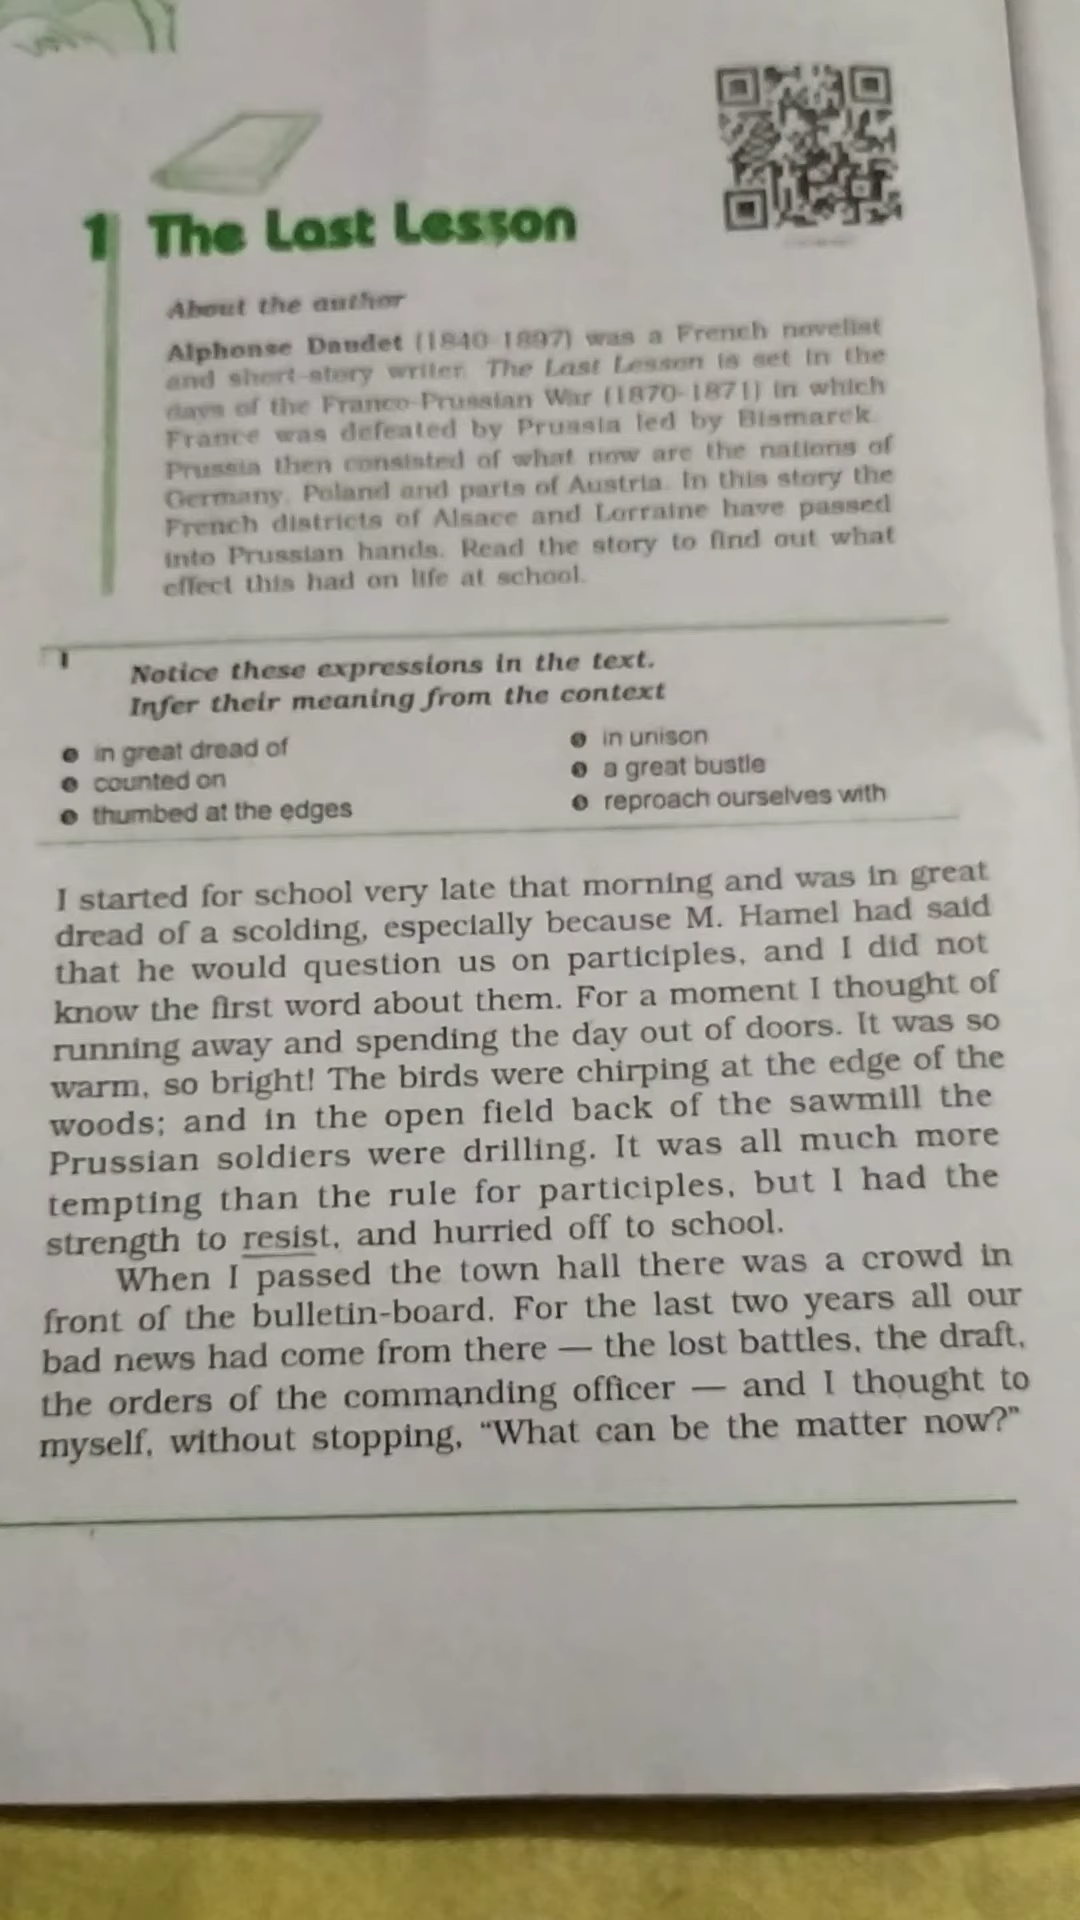 1 The Last Lesson
About the author
Alphonse Daudet (1840-1897) was a French novelist
and short-story writer. The Last Lesson is set in the
days of the Franco-Prussian War (1870-1871) in which
France was defeated by Prussia led by Bismarck.
Prussia then consisted of what now are the nations of
Germany, Poland and parts of Austria. In this story the
French districts of Alsace and Lorraine have passed
into Prussian hands. Read the story to find out what
effect this had on life at school.
Notice these expressions in the text.
Infer their meaning from the context
in great dread of
counted on
thumbed at the edges
in unison
a great bustle
reproach ourselves with
I started for school very late that morning and was in great
dread of a scolding, especially because M. Hamel had said
that he would question us on participles, and I did not
know the first word about them. For a moment I thought of
running away and spending the day out of doors. It was so
warm, so bright! The birds were chirping at the edge of the
woods; and in the open field back of the sawmill the
Prussian soldiers were drilling. It was all much more
tempting than the rule for participles, but I had the
strength to resist, and hurried off to school.
When I passed the town hall there was a crowd in
front of the bulletin-board. For the last two years all our
bad news had come from there — the lost battles, the draft,
the orders of the commanding officer — and I thought to
myself, without stopping, “What can be the matter now?”